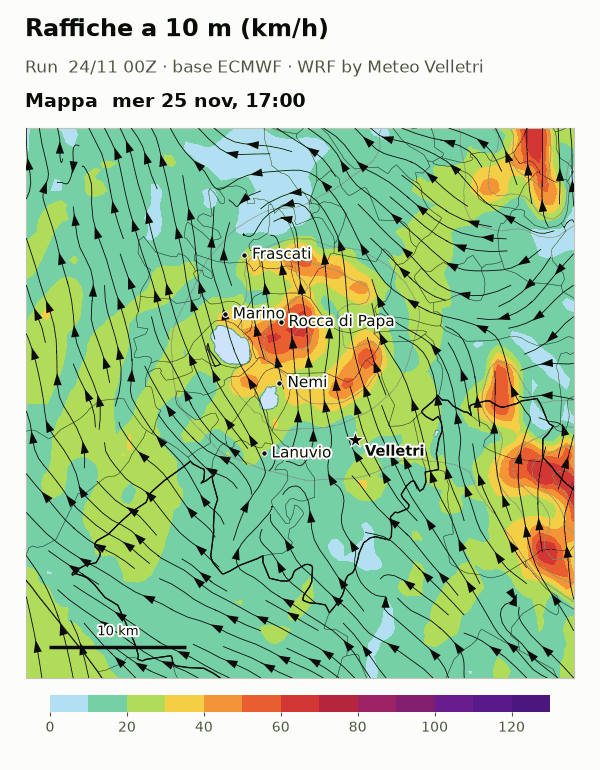 Raffiche a 10 m (km/h)
Run  24/11 00Z · base ECMWF · WRF by Meteo Velletri
Mappa  mer 25 nov, 17:00
Frascati
Marino
Rocca di Papa
Nemi
Velletri
Lanuvio
10 km
0 20 40 60 80 100 120